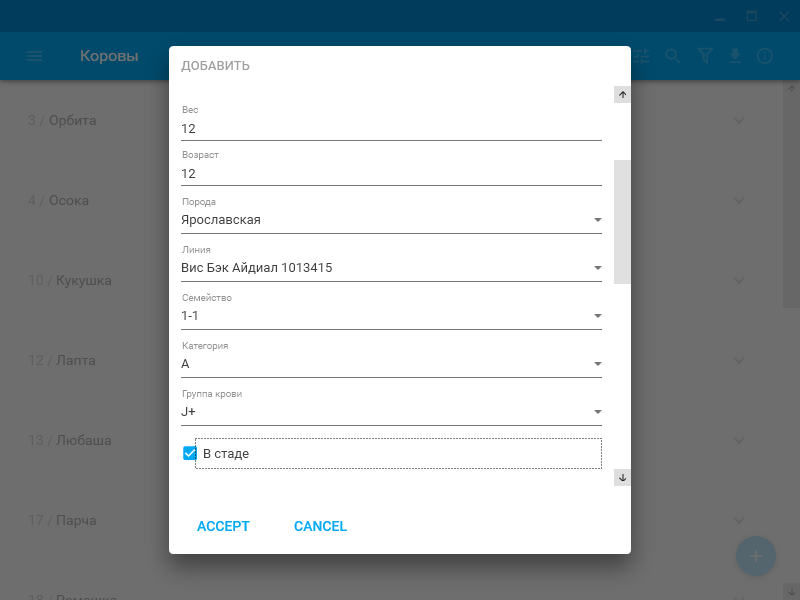 Коровы
ДОБАВИТЬ
3 / Орбита
4 / Осока
10 / Кукушка
12 / Лапта
13 / Любаша
17 / Парча
18 / Ромашка
Вес
12
Возраст
12
Порода
Ярославская
Линия
Вис Бэк Айдиал 1013415
Семейство
1-1
Категория
А
Группа крови
J+
В стаде
ACCEPT CANCEL